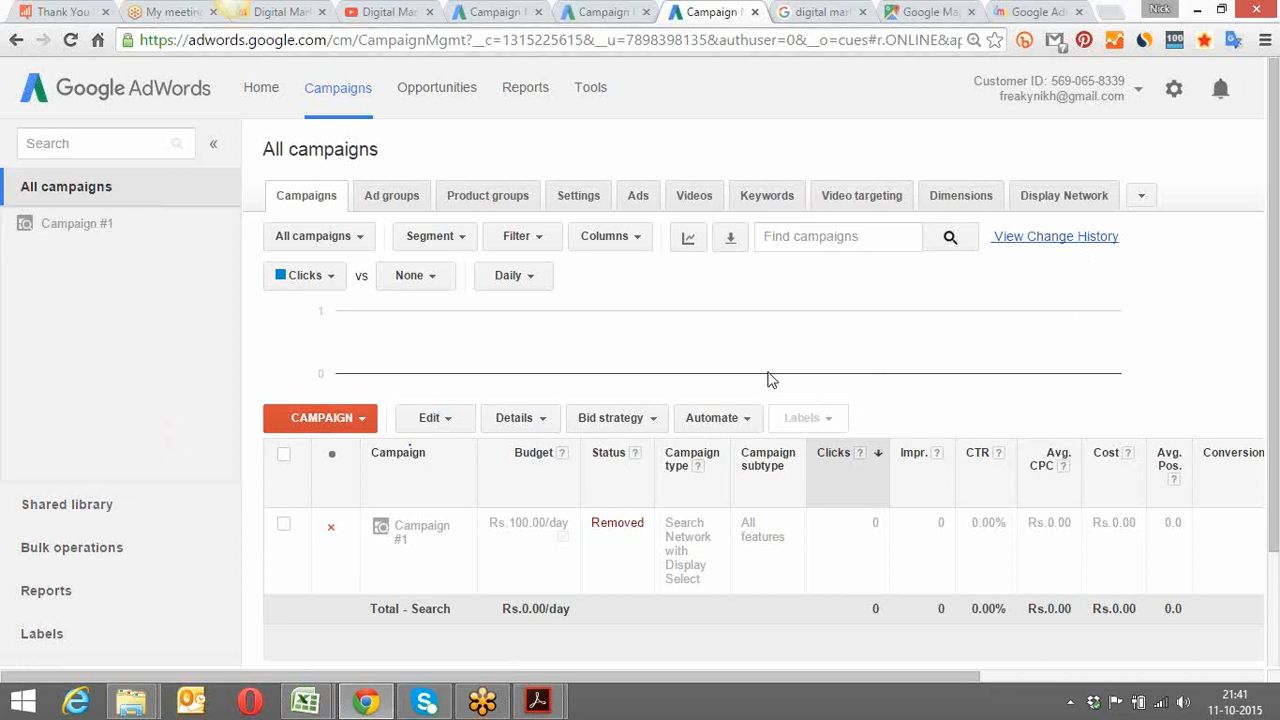 Thank You
My meetin
Digital Mar
Digital Mar
Campaign
Campaign
Campaign
digital mar
Google Ma
Google Ad
Nick
https://adwords.google.com/cm/CampaignMgmt?__c=1315225615&__u=7898398135&authuser=0&__o=cues#r.ONLINE&ap
7
100
Google AdWords
Home
Campaigns
Opportunities
Reports
Tools
Customer ID: 569-065-8339
freakynikh@gmail.com
Search
«
All campaigns
Campaign #1
Shared library
Bulk operations
Reports
Labels
All campaigns
Campaigns
Ad groups
Product groups
Settings
Ads
Videos
Keywords
Video targeting
Dimensions
Display Network
All campaigns
Segment
Filter
Columns
Find campaigns
View Change History
Clicks
vs
None
Daily
1
0
CAMPAIGN
Edit
Details
Bid strategy
Automate
Labels
Campaign
Budget ?
Status ?
Campaign type ?
Campaign subtype
Clicks ?
Impr. ?
CTR ?
Avg. CPC ?
Cost ?
Avg. Pos. ?
Conversion
Campaign
#1
Rs.100.00/day
Removed
Search
Network
with
Display
Select
All
features
0
0
0.00%
Rs.0.00
Rs.0.00
0.0
Total - Search
Rs.0.00/day
0
0
0.00%
Rs.0.00
Rs.0.00
0.0
21:41
11-10-2015